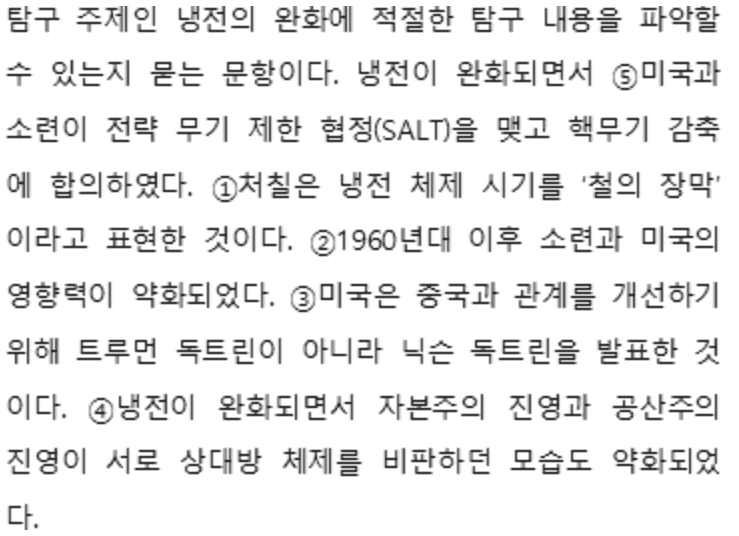 탐구 주제인 냉전의 완화에 적절한 탐구 내용을 파악할
수 있는지 묻는 문항이다. 냉전이 완화되면서 ⑤미국과
소련이 전략 무기 제한 협정(SALT)을 맺고 핵무기 감축
에 합의하였다. ①처칠은 냉전 체제 시기를 ‘철의 장막’
이라고 표현한 것이다. ②1960년대 이후 소련과 미국의
영향력이 약화되었다. ③미국은 중국과 관계를 개선하기
위해 트루먼 독트린이 아니라 닉슨 독트린을 발표한 것
이다. ④냉전이 완화되면서 자본주의 진영과 공산주의
진영이 서로 상대방 체제를 비판하던 모습도 약화되었
다.